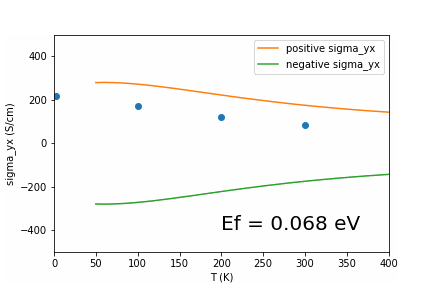 positive sigma_yx
negative sigma_yx
400
200
0
−200
−400
sigma_yx (S/cm)
Ef = 0.068 eV
0
50
100
150
200
250
300
350
400
T (K)